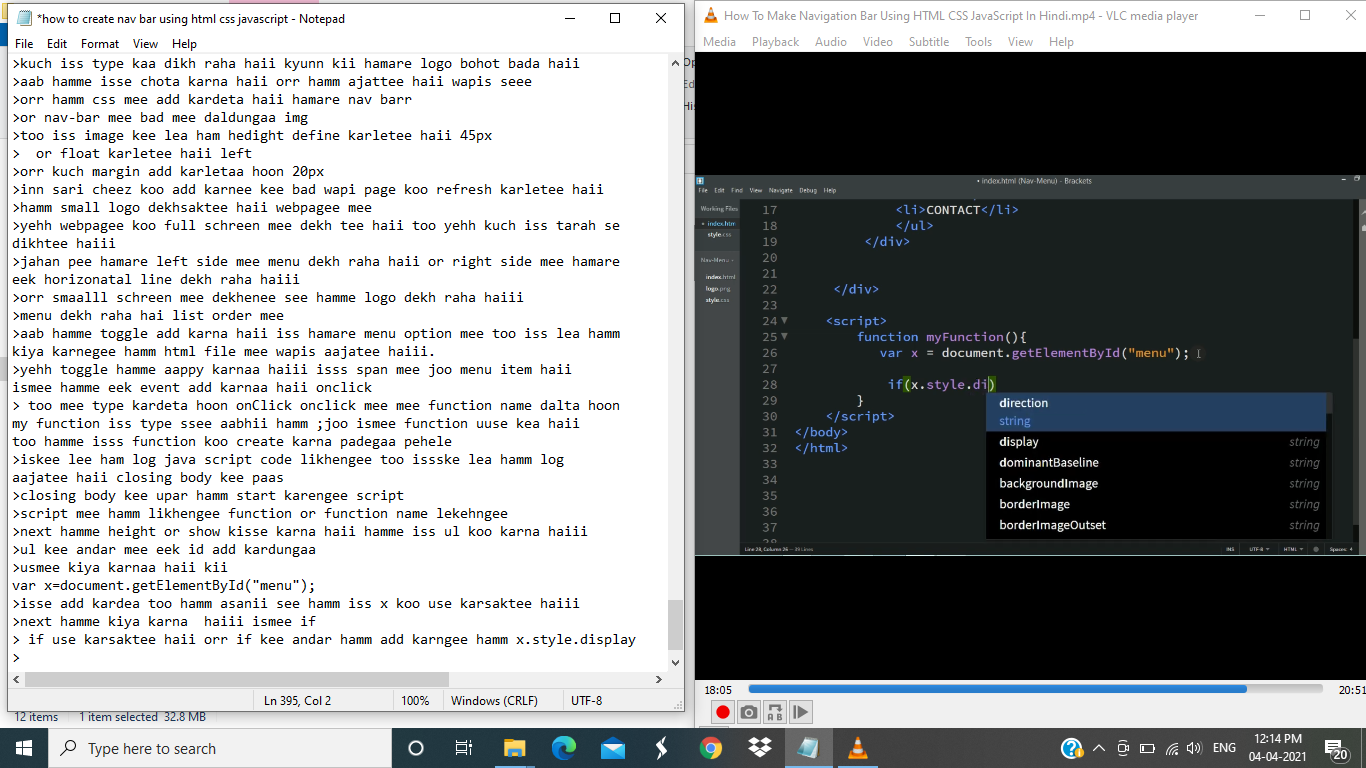 *how to create nav bar using html css javascript - Notepad
File Edit Format View Help
>kuch iss type kaa dikh raha haii kyunn kii hamare logo bohot bada haii
>aab hamme isse chota karna haii orr hamm ajattee haii wapis seee
>orr hamm css mee add kardeta haii hamare nav barr
>or nav-bar mee bad mee daldungaa img
>too iss image kee lea ham hedight define karletee haii 45px
>  or float karletee haii left
>orr kuch margin add karletaa hoon 20px
>inn sari cheez koo add karnee kee bad wapi page koo refresh karletee haii
>hamm small logo dekhsaktee haii webpagee mee
>yehh webpagee koo full schreen mee dekh tee haii too yehh kuch iss tarah se
dikhtee haiii
>jahan pee hamare left side mee menu dekh raha haii or right side mee hamare
eek horizonatal line dekh raha haiii
>orr smaalll schreen mee dekhenee see hamme logo dekh raha haiii
>menu dekh raha hai list order mee
>aab hamme toggle add karna haii iss hamare menu option mee too iss lea hamm
kiya karnegee hamm html file mee wapis aajatee haiii.
>yehh toggle hamme aappy karnaa haiii isss span mee joo menu item haii
ismee hamme eek event add karnaa haii onclick
> too mee type kardeta hoon onClick onclick mee mee function name dalta hoon
my function iss type ssee aabhii hamm ;joo ismee function uuse kea haii
too hamme isss function koo create karna padegaa pehele
>iskee lee ham log java script code likhengee too issske lea hamm log
aajatee haii closing body kee paas
>closing body kee upar hamm start karengee script
>script mee hamm likhengee function or function name lekehngee
>next hamme height or show kisse karna haii hamme iss ul koo karna haiii
>ul kee andar mee eek id add kardungaa
>usmee kiya karnaa haii kii
var x=document.getElementById("menu");
>isse add kardea too hamm asanii see hamm iss x koo use karsaktee haiii
>next hamme kiya karna  haiii ismee if
> if use karsaktee haii orr if kee andar hamm add karngee hamm x.style.display
>
Ln 395, Col 2 100% Windows (CRLF) UTF-8
12 items 1 item selected 32.8 MB
How To Make Navigation Bar Using HTML CSS JavaScript In Hindi.mp4 - VLC media player
Media Playback Audio Video Subtitle Tools View Help
• index.html (Nav-Menu) - Brackets
File Edit Find View Navigate Debug Help
Working Files
• index.htm
style.css
Nav-Menu
index.html
logo.png
style.css
17 <li>CONTACT</li>
18 </ul>
19 </div>
20
21
22 </div>
23
24 <script>
25 function myFunction(){
26 var x = document.getElementById("menu");
27
28 if(x.style.di)
29 }
30 </script>
31 </body>
32 </html>
33
34
35
36
37
38
direction
string
display string
dominantBaseline string
backgroundImage string
borderImage string
borderImageOutset string
Line 28, Column 26 — 39 Lines
INS UTF-8 HTML Spaces: 4
18:05 20:51
Type here to search
ENG
12:14 PM
04-04-2021
20